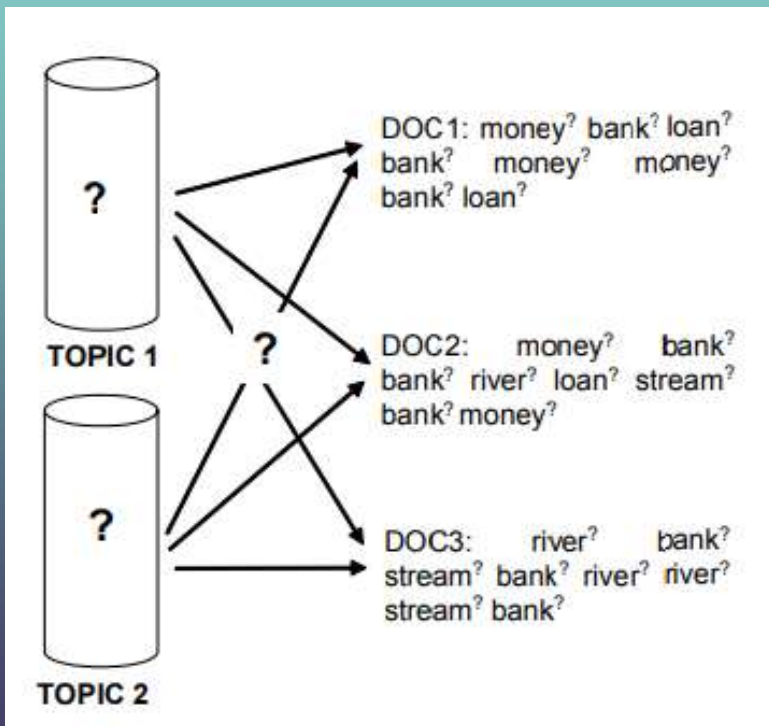 ?
TOPIC 1
?
TOPIC 2
?
DOC1: money? bank? loan?
bank? money? money?
bank? loan?
DOC2: money? bank?
bank? river? loan? stream?
bank? money?
DOC3: river? bank?
stream? bank? river? river?
stream? bank?